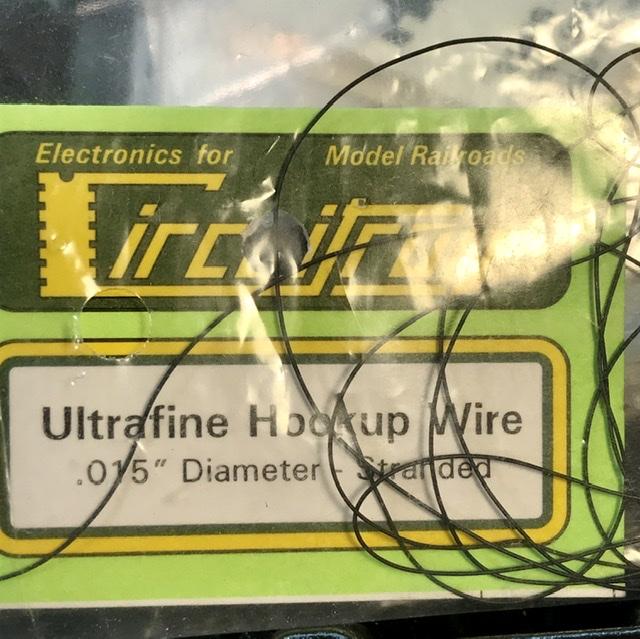 Electronics for Model Railroads
Circuitron
Ultrafine Hookup Wire
.015" Diameter - Stranded